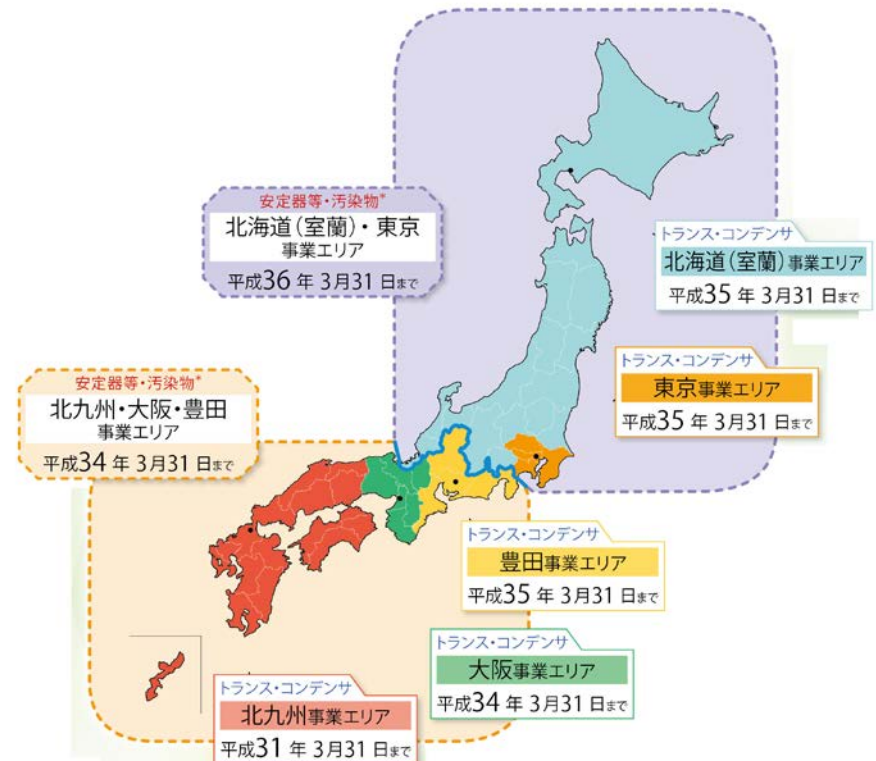 安定器等・汚染物*
北海道(室蘭)・東京
事業エリア
平成36年3月31日まで
トランス・コンデンサ
北海道(室蘭)事業エリア
平成35年3月31日まで
トランス・コンデンサ
東京事業エリア
平成35年3月31日まで
安定器等・汚染物*
北九州・大阪・豊田
事業エリア
平成34年3月31日まで
トランス・コンデンサ
豊田事業エリア
平成35年3月31日まで
トランス・コンデンサ
大阪事業エリア
平成34年3月31日まで
トランス・コンデンサ
北九州事業エリア
平成31年3月31日まで